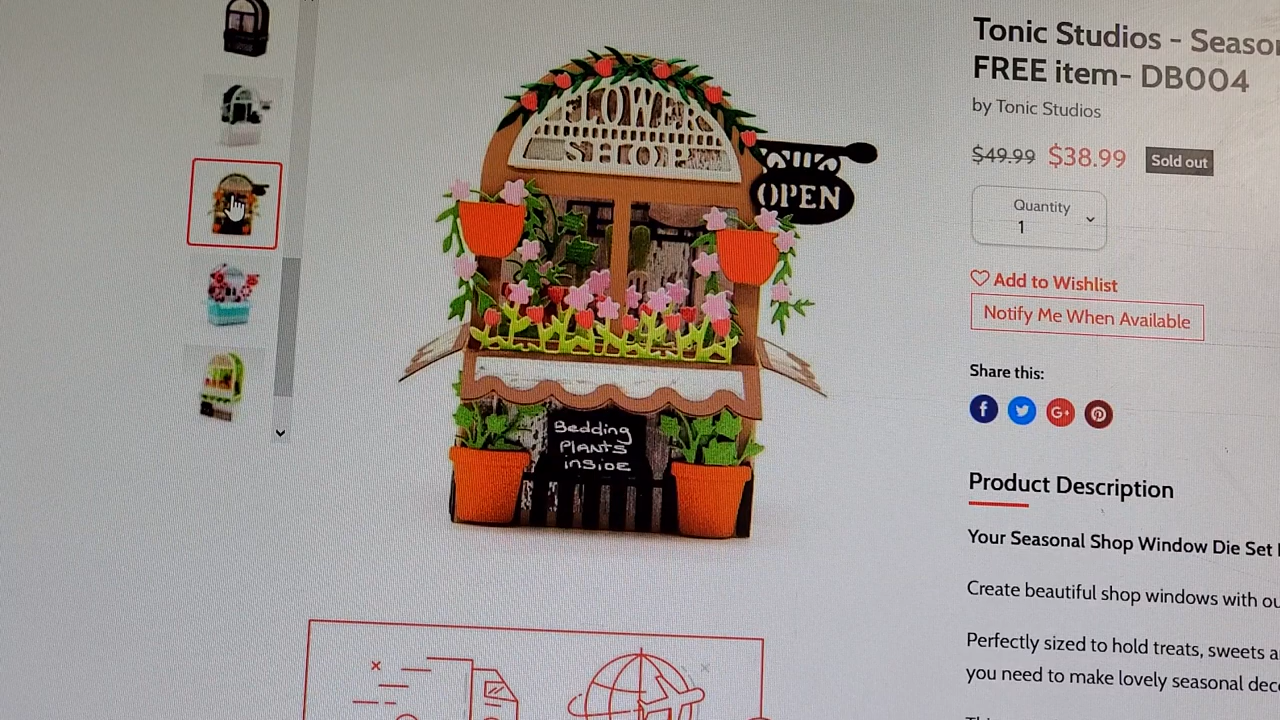 Tonic Studios - Seaso
FREE item- DB004
by Tonic Studios
$49.99 $38.99 Sold out
Quantity
1
Add to Wishlist
Notify Me When Available
Share this:
Product Description
Your Seasonal Shop Window Die Set
Create beautiful shop windows with ou
Perfectly sized to hold treats, sweets a
you need to make lovely seasonal dec
FLOWER
SHOP
OPEN
Bedding
PLANTS
inside